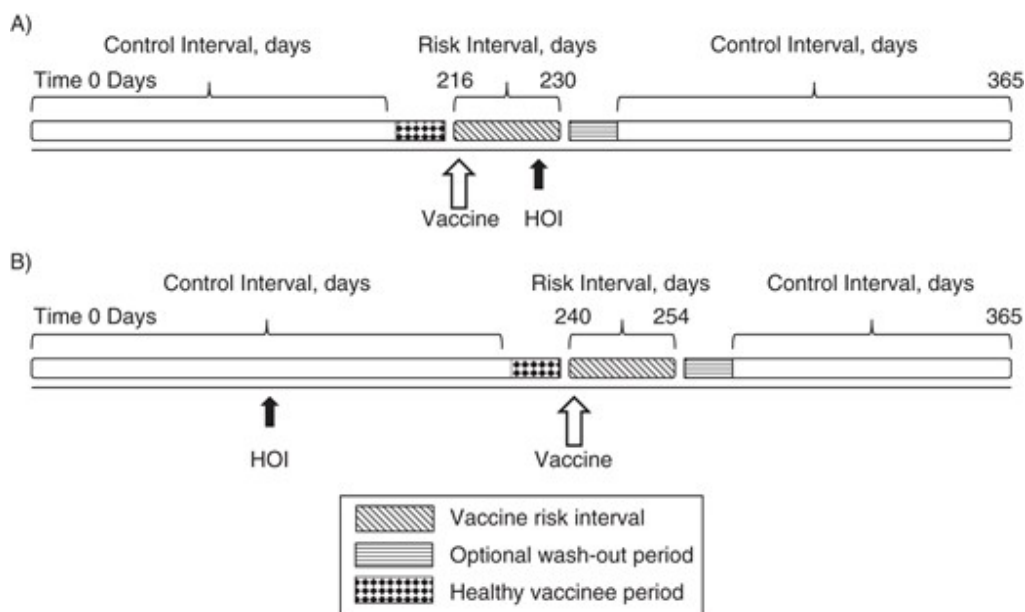 A)
Control Interval, days Risk Interval, days Control Interval, days
Time 0 Days 216 230 365
Vaccine HOI
B)
Control Interval, days Risk Interval, days Control Interval, days
Time 0 Days 240 254 365
HOI Vaccine
Vaccine risk interval
Optional wash-out period
Healthy vaccinee period